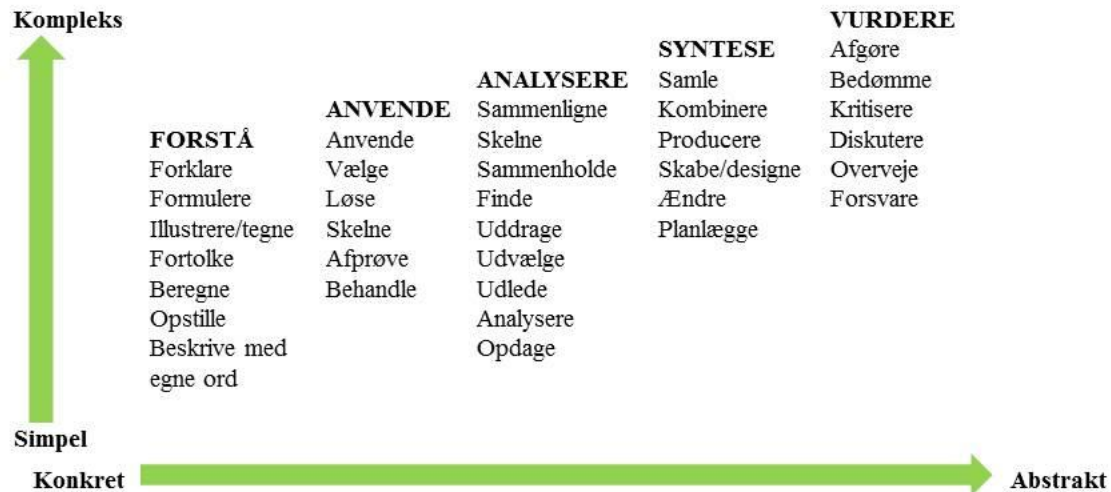 Kompleks
Simpel
Konkret
Abstrakt
FORSTÅ
Forklare
Formulere
Illustrere/tegne
Fortolke
Beregne
Opstille
Beskrive med
egne ord
ANVENDE
Anvende
Vælge
Løse
Skelne
Afprøve
Behandle
ANALYSERE
Sammenligne
Skelne
Sammenholde
Finde
Uddrage
Udvælge
Udlede
Analysere
Opdage
SYNTESE
Samle
Kombinere
Producere
Skabe/designe
Ændre
Planlægge
VURDERE
Afgøre
Bedømme
Kritisere
Diskutere
Overveje
Forsvare